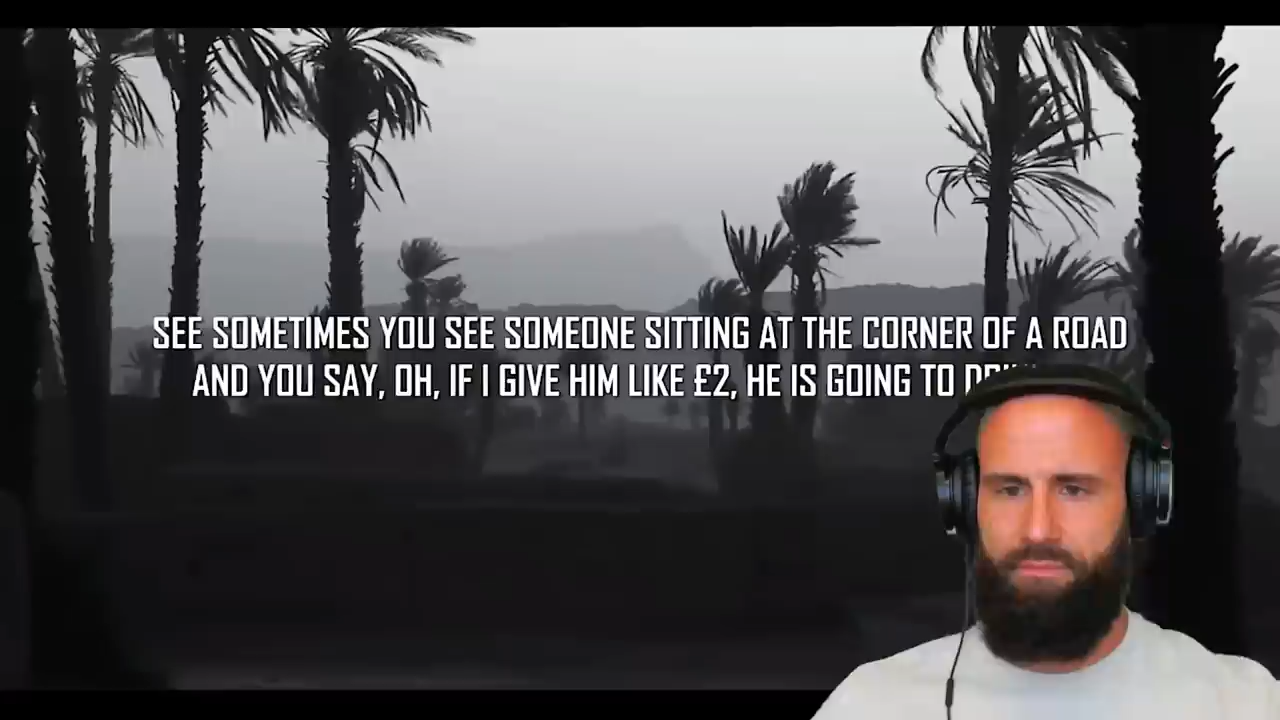 SEE SOMETIMES YOU SEE SOMEONE SITTING AT THE CORNER OF A ROAD
AND YOU SAY, OH, IF I GIVE HIM LIKE £2, HE IS GOING TO